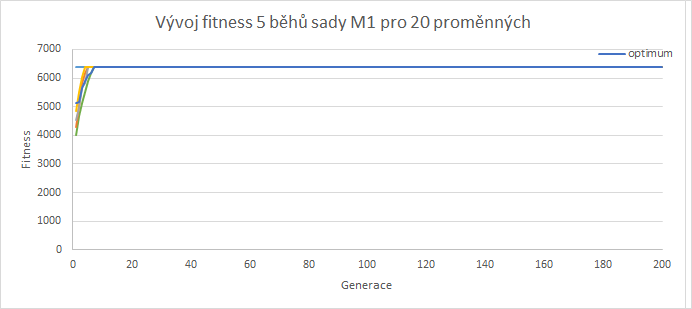 Vývoj fitness 5 běhů sady M1 pro 20 proměnných
optimum
7000
6000
5000
4000
3000
2000
1000
0
Fitness
0 20 40 60 80 100 120 140 160 180 200
Generace